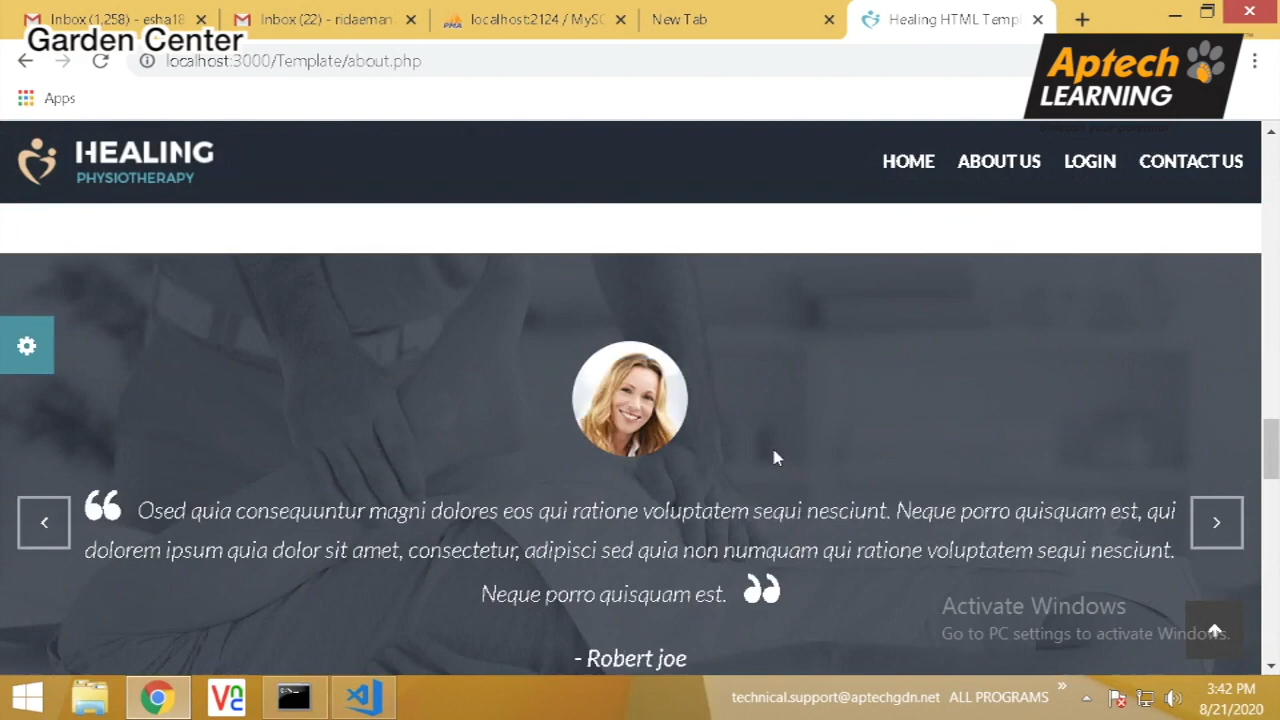 Inbox (1,258) - esha18
Inbox (22) - ridaeman
localhost:2124 / MySQ
New Tab
Healing HTML Templ
Garden Center
localhost:3000/Template/about.php
Aptech
LEARNING
Apps
HEALING
PHYSIOTHERAPY
HOME ABOUT US LOGIN CONTACT US
Osed quia consequuntur magni dolores eos qui ratione voluptatem sequi nesciunt. Neque porro quisquam est, qui
dolorem ipsum quia dolor sit amet, consectetur, adipisci sed quia non numquam qui ratione voluptatem sequi nesciunt.
Neque porro quisquam est.
- Robert joe
Activate Windows
Go to PC settings to activate Windows.
technical.support@aptechgdn.net ALL PROGRAMS
3:42 PM
8/21/2020